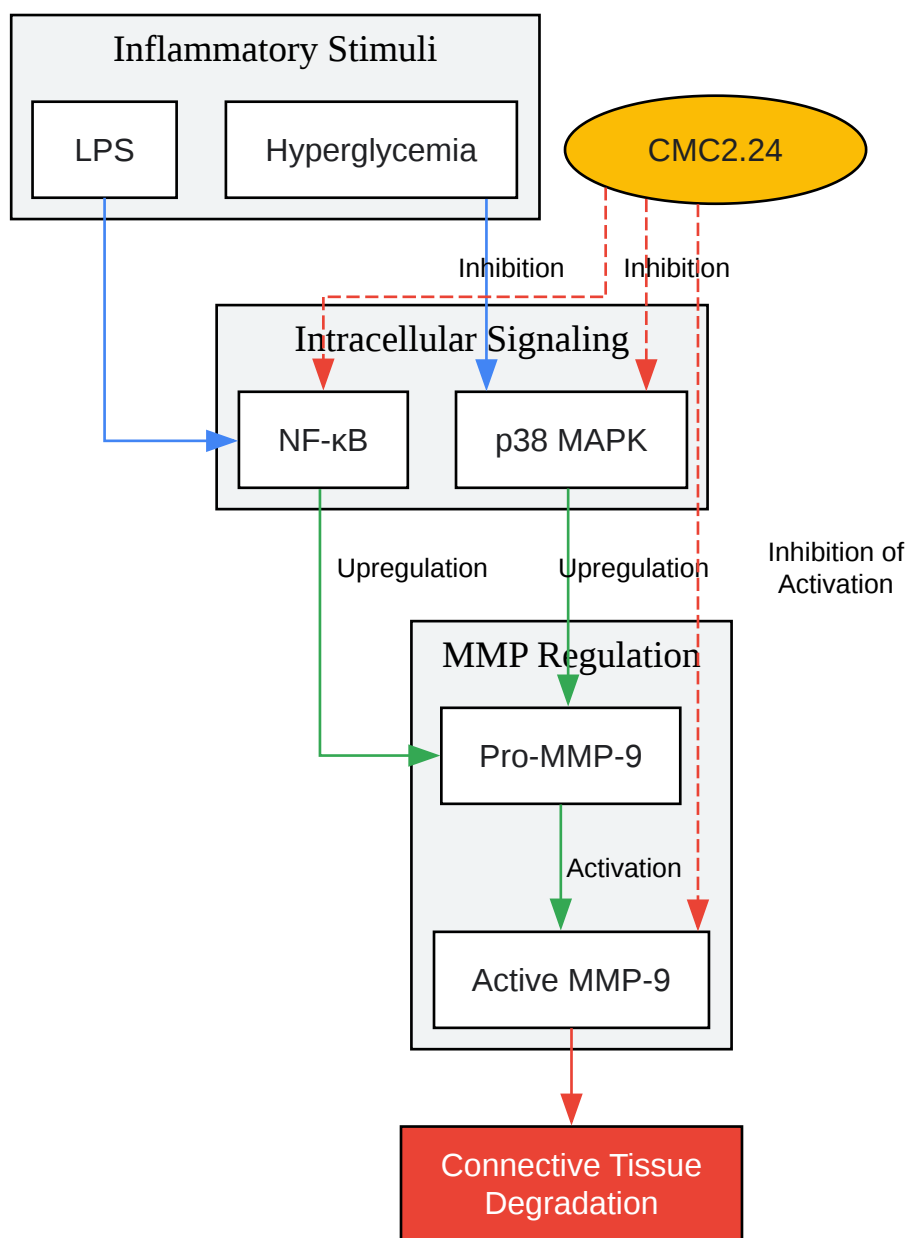 Inflammatory Stimuli
LPS
Hyperglycemia
CMC2.24
Inhibition
Inhibition
Intracellular Signaling
NF-κB
p38 MAPK
Upregulation
Upregulation
Inhibition of
Activation
MMP Regulation
Pro-MMP-9
Activation
Active MMP-9
Connective Tissue
Degradation